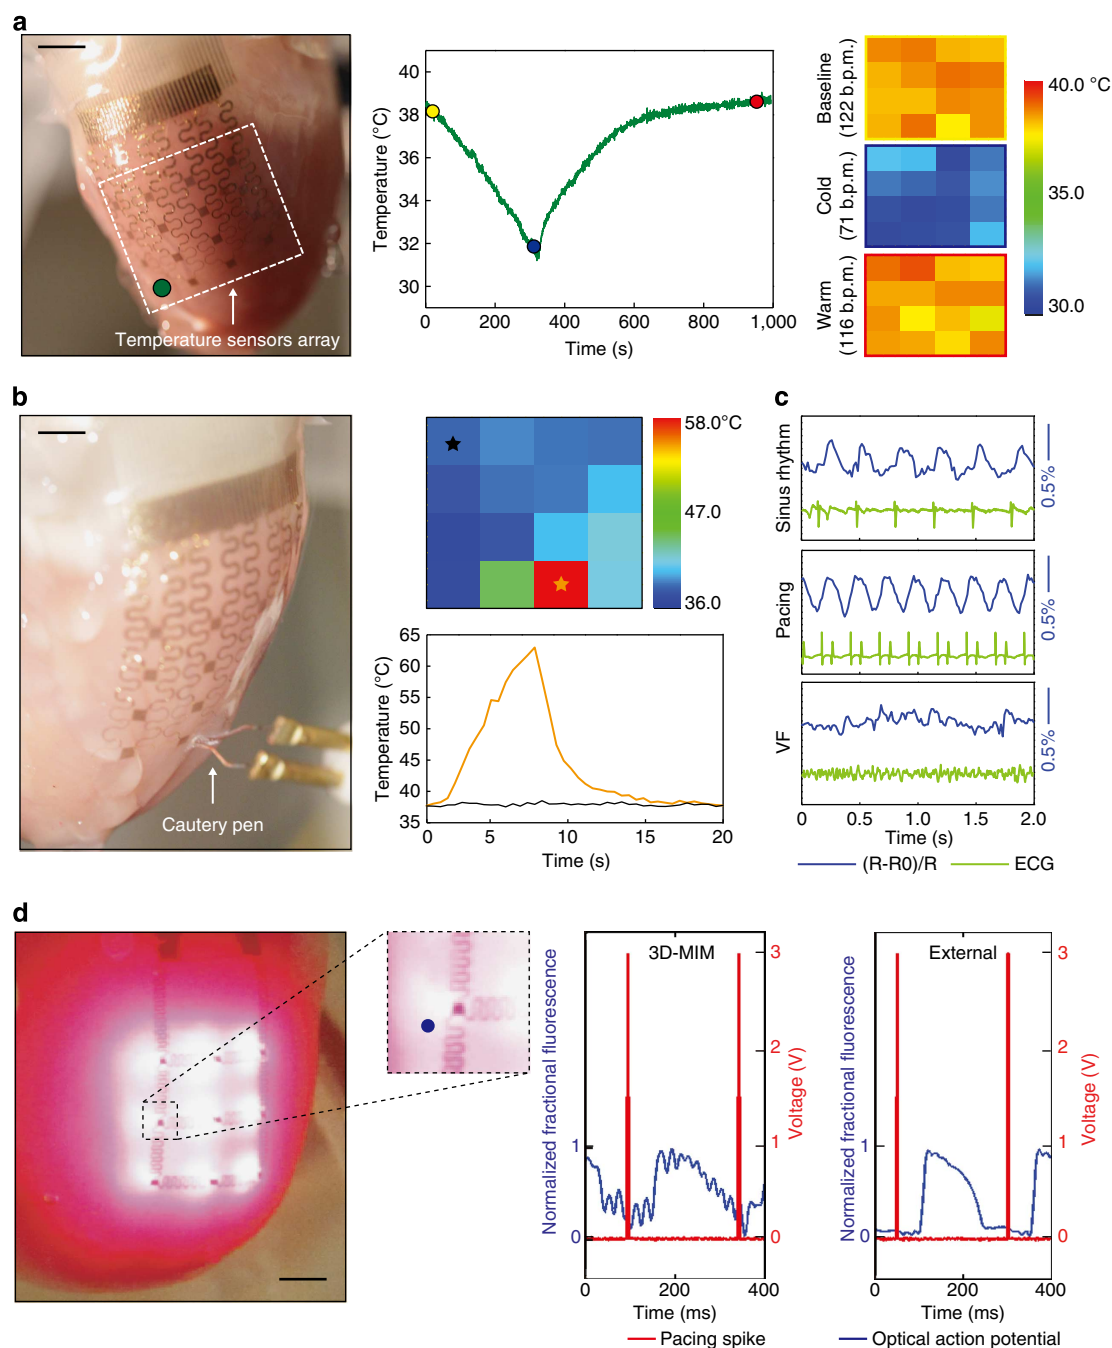 a
Temperature sensors array
Temperature (°C)
40
38
36
34
32
30
0 200 400 600 800 1,000
Time (s)
Baseline
(122 b.p.m.)
Cold
(71 b.p.m.)
Warm
(116 b.p.m.)
40.0 °C
35.0
30.0
b
Cautery pen
58.0°C
47.0
36.0
Temperature (°C)
65
60
55
50
45
40
35
0 5 10 15 20
Time (s)
c
Sinus rhythm
0.5%
Pacing
0.5%
VF
0.5%
0 0.5 1.0 1.5 2.0
Time (s)
(R-R0)/R ECG
d
Normalized fractional fluorescence
1
0
3D-MIM
3
2
1
0
Voltage (V)
0 200 400
Time (ms)
Normalized fractional fluorescence
1
0
External
3
2
1
0
Voltage (V)
0 200 400
Time (ms)
Pacing spike Optical action potential